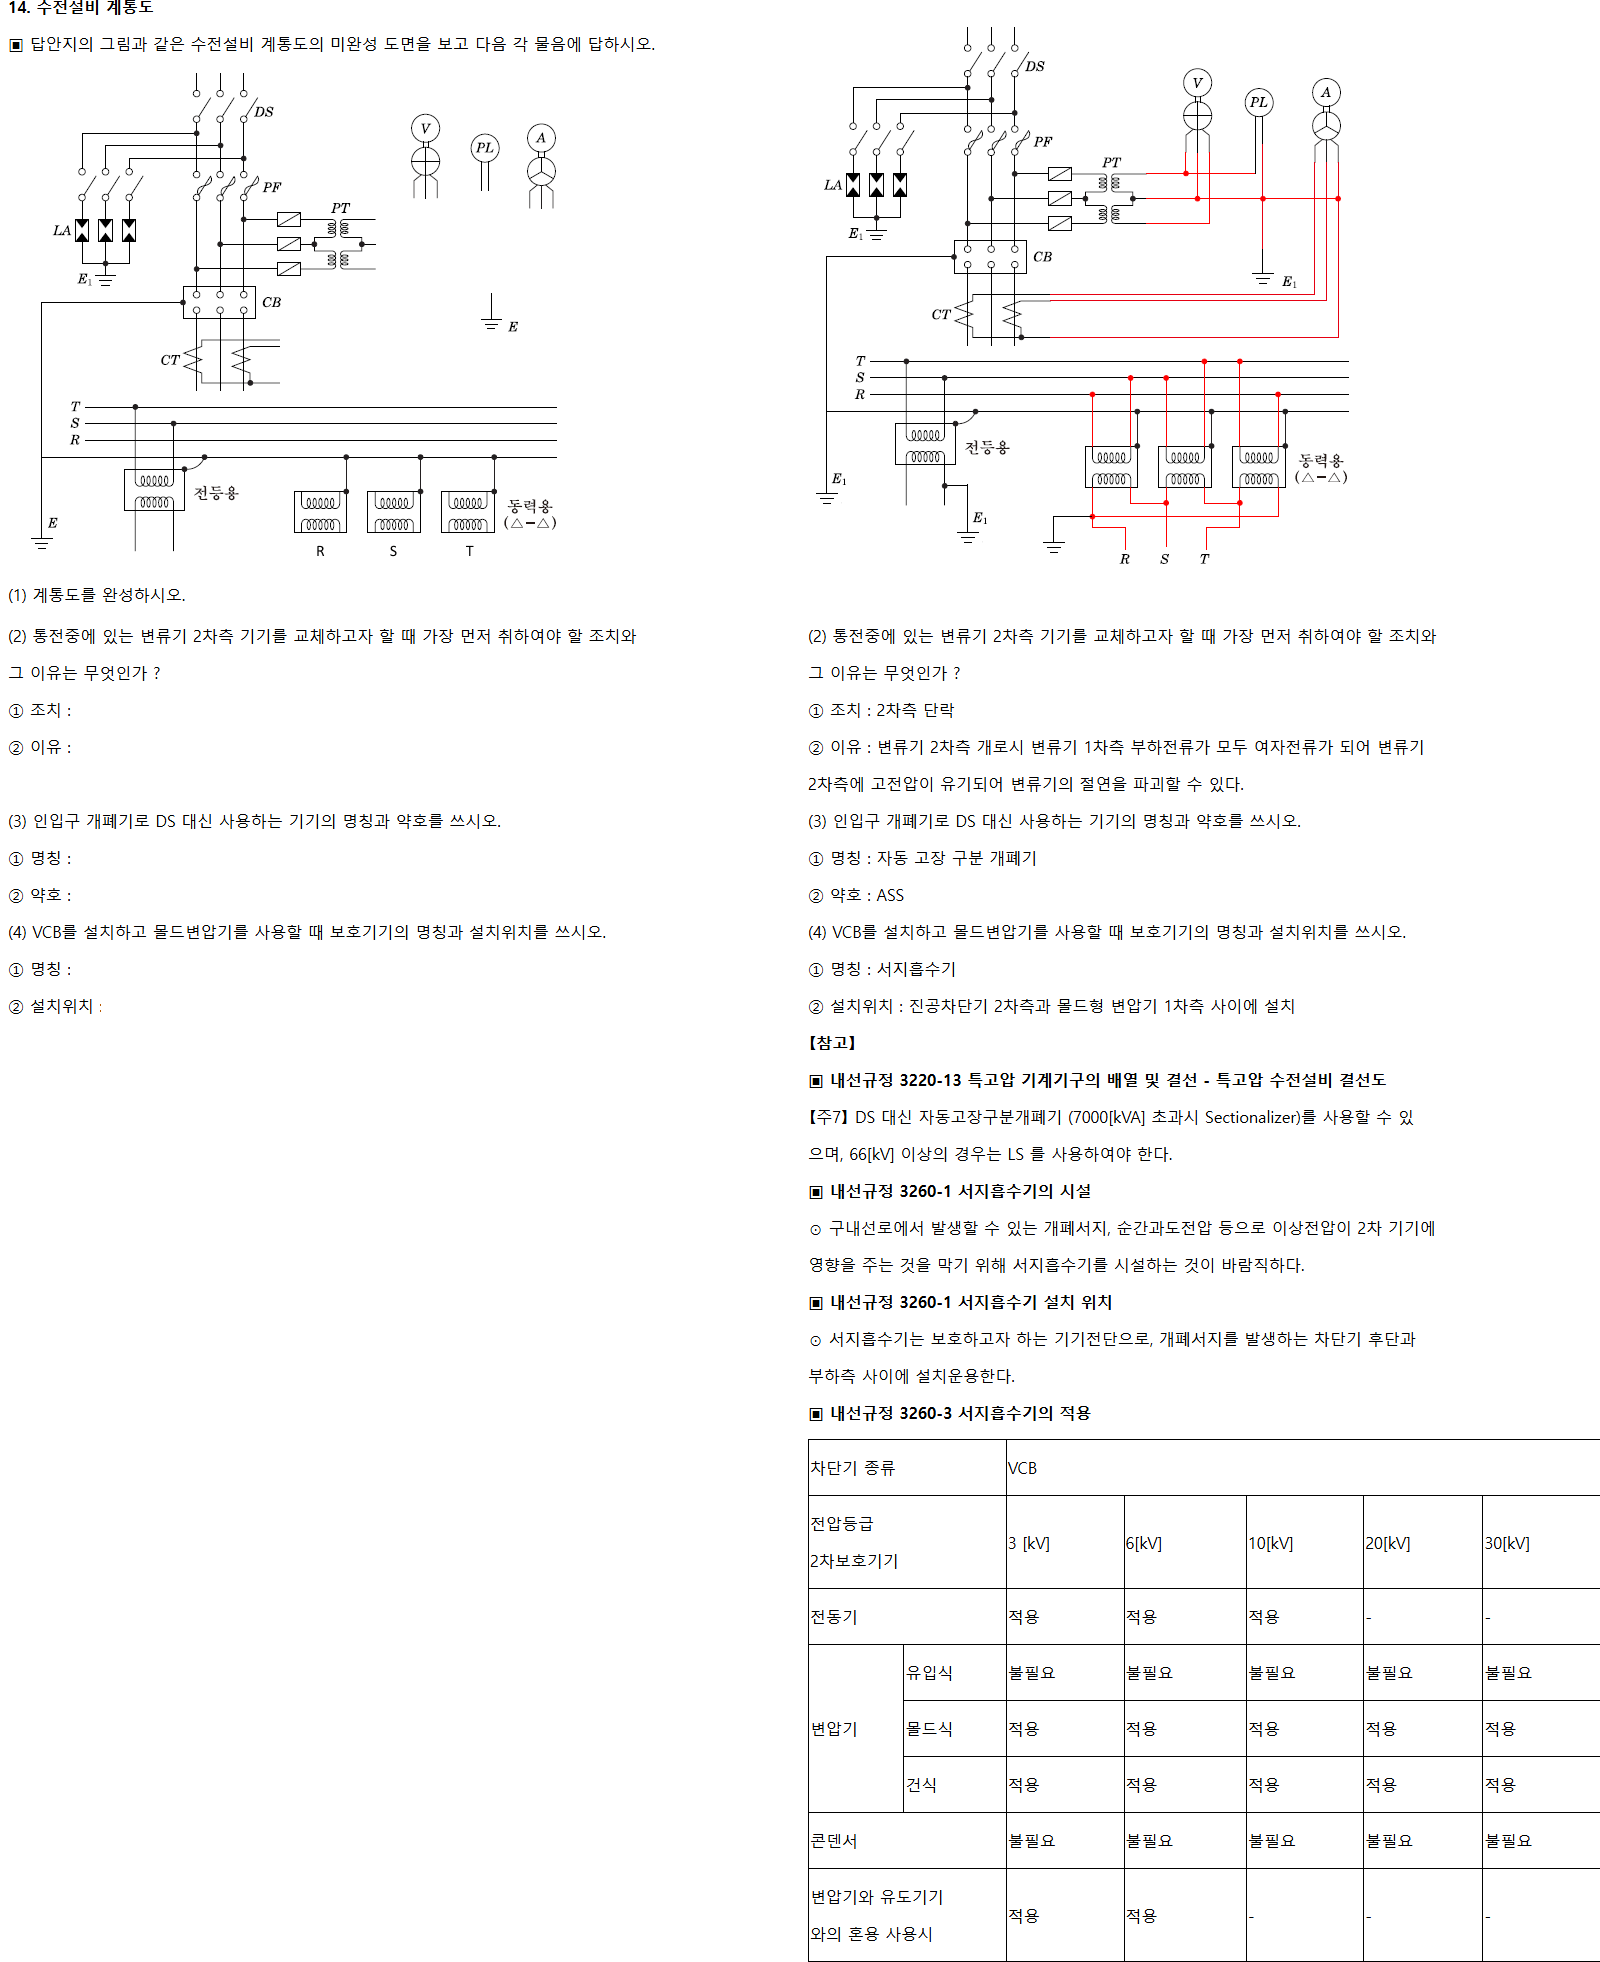 14. 수전설비 계통도
▣ 답안지의 그림과 같은 수전설비 계통도의 미완성 도면을 보고 다음 각 물음에 답하시오.
DS
V
PL
A
PF
PT
LA
E₁
CB
E
CT
T
S
R
전등용
동력용
(△-△)
E
R
S
T
(1) 계통도를 완성하시오.
(2) 통전중에 있는 변류기 2차측 기기를 교체하고자 할 때 가장 먼저 취하여야 할 조치와
그 이유는 무엇인가 ?
① 조치 :
② 이유 :
(3) 인입구 개폐기로 DS 대신 사용하는 기기의 명칭과 약호를 쓰시오.
① 명칭 :
② 약호 :
(4) VCB를 설치하고 몰드변압기를 사용할 때 보호기기의 명칭과 설치위치를 쓰시오.
① 명칭 :
② 설치위치 :
DS
V
PL
A
PF
PT
LA
E₁
CB
E₁
CT
T
S
R
전등용
동력용
(△-△)
E₁
E₁
R
S
T
(2) 통전중에 있는 변류기 2차측 기기를 교체하고자 할 때 가장 먼저 취하여야 할 조치와
그 이유는 무엇인가 ?
① 조치 : 2차측 단락
② 이유 : 변류기 2차측 개로시 변류기 1차측 부하전류가 모두 여자전류가 되어 변류기
2차측에 고전압이 유기되어 변류기의 절연을 파괴할 수 있다.
(3) 인입구 개폐기로 DS 대신 사용하는 기기의 명칭과 약호를 쓰시오.
① 명칭 : 자동 고장 구분 개폐기
② 약호 : ASS
(4) VCB를 설치하고 몰드변압기를 사용할 때 보호기기의 명칭과 설치위치를 쓰시오.
① 명칭 : 서지흡수기
② 설치위치 : 진공차단기 2차측과 몰드형 변압기 1차측 사이에 설치
【참고】
▣ 내선규정 3220-13 특고압 기계기구의 배열 및 결선 - 특고압 수전설비 결선도
【주7】 DS 대신 자동고장구분개폐기 (7000[kVA] 초과시 Sectionalizer)를 사용할 수 있
으며, 66[kV] 이상의 경우는 LS 를 사용하여야 한다.
▣ 내선규정 3260-1 서지흡수기의 시설
⊙ 구내선로에서 발생할 수 있는 개폐서지, 순간과도전압 등으로 이상전압이 2차 기기에
영향을 주는 것을 막기 위해 서지흡수기를 시설하는 것이 바람직하다.
▣ 내선규정 3260-1 서지흡수기 설치 위치
⊙ 서지흡수기는 보호하고자 하는 기기전단으로, 개폐서지를 발생하는 차단기 후단과
부하측 사이에 설치운용한다.
▣ 내선규정 3260-3 서지흡수기의 적용
차단기 종류 VCB
전압등급
2차보호기기 3 [kV] 6[kV] 10[kV] 20[kV] 30[kV]
전동기 적용 적용 적용 - -
변압기 유입식 불필요 불필요 불필요 불필요 불필요
몰드식 적용 적용 적용 적용 적용
건식 적용 적용 적용 적용 적용
콘덴서 불필요 불필요 불필요 불필요 불필요
변압기와 유도기기
와의 혼용 사용시 적용 적용 - - -